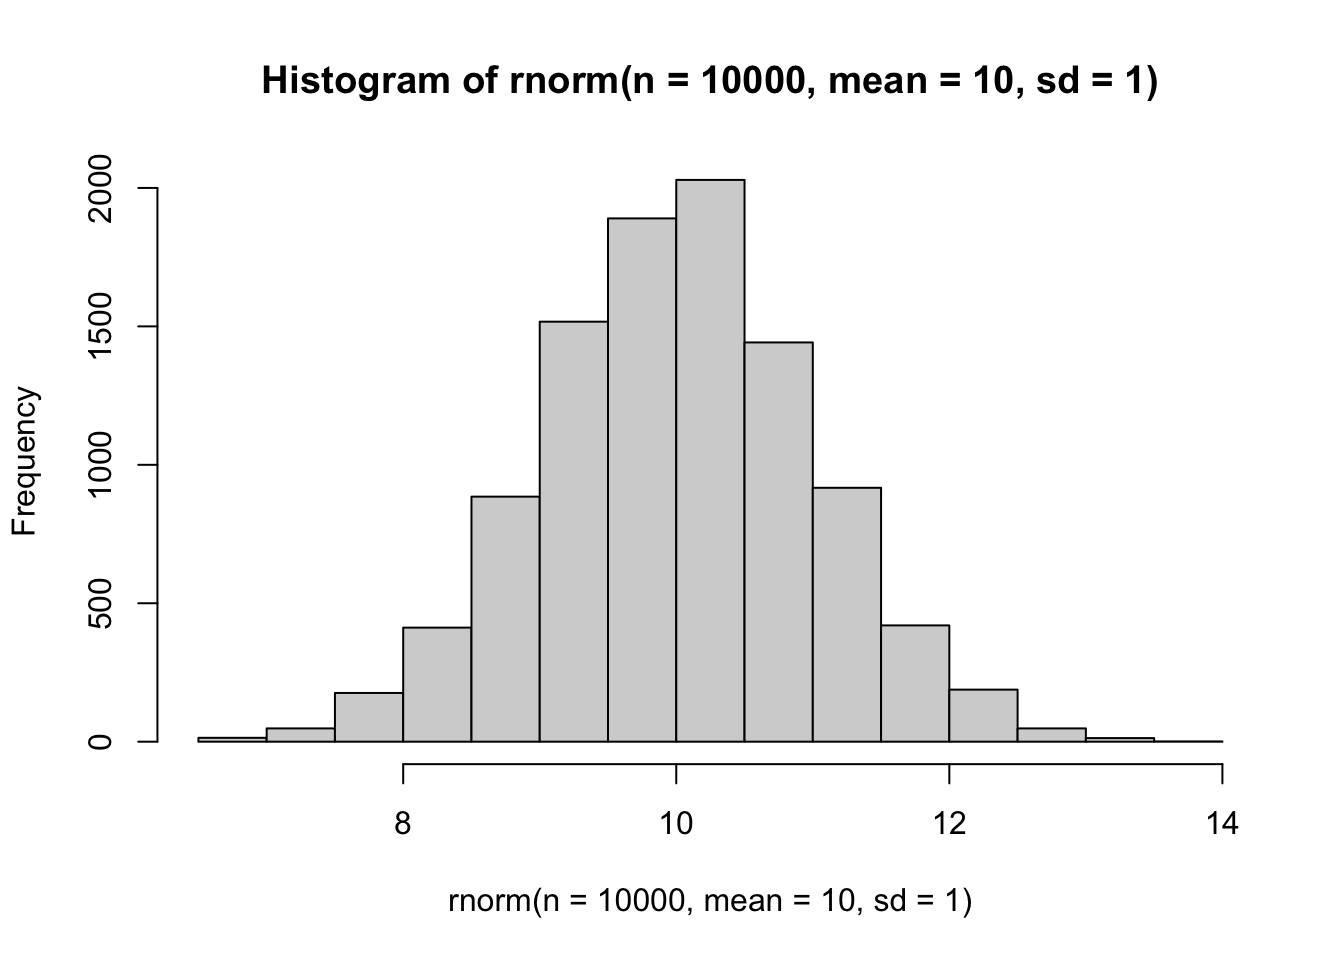 Histogram of rnorm(n = 10000, mean = 10, sd = 1)
2000
1500
1000
500
0
Frequency
8 10 12 14
rnorm(n = 10000, mean = 10, sd = 1)